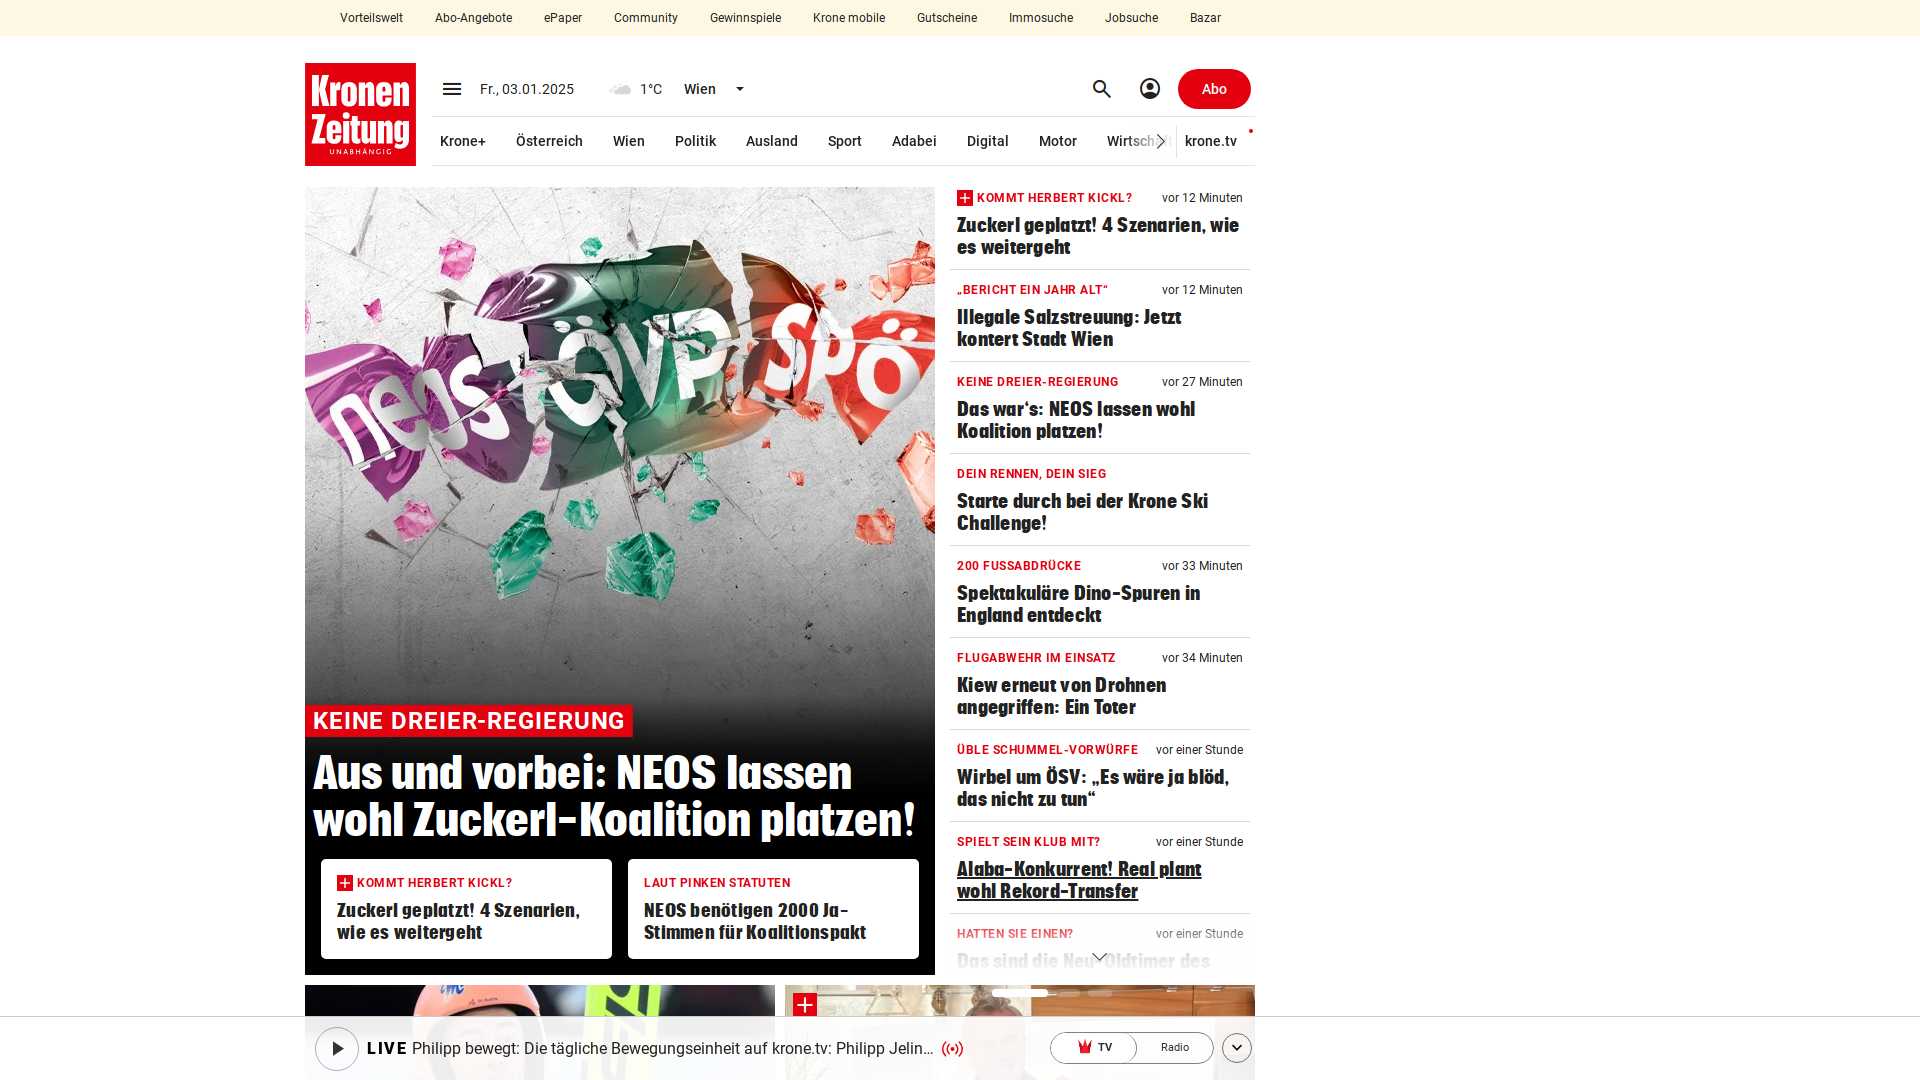 Vorteilswelt Abo-Angebote ePaper Community Gewinnspiele Krone mobile Gutscheine Immosuche Jobsuche Bazar
Kronen
Zeitung
UNABHÄNGIG
Fr., 03.01.2025 1°C Wien Abo
Krone+ Österreich Wien Politik Ausland Sport Adabei Digital Motor Wirtschaft krone.tv
neos ÖVP SPÖ
KEINE DREIER-REGIERUNG
Aus und vorbei: NEOS lassen
wohl Zuckerl-Koalition platzen!
KOMMT HERBERT KICKL?
Zuckerl geplatzt! 4 Szenarien,
wie es weitergeht
LAUT PINKEN STATUTEN
NEOS benötigen 2000 Ja-
Stimmen für Koalitionspakt
KOMMT HERBERT KICKL? vor 12 Minuten
Zuckerl geplatzt! 4 Szenarien, wie
es weitergeht
„BERICHT EIN JAHR ALT“ vor 12 Minuten
Illegale Salzstreuung: Jetzt
kontert Stadt Wien
KEINE DREIER-REGIERUNG vor 27 Minuten
Das war‘s: NEOS lassen wohl
Koalition platzen!
DEIN RENNEN, DEIN SIEG
Starte durch bei der Krone Ski
Challenge!
200 FUSSABDRÜCKE vor 33 Minuten
Spektakuläre Dino-Spuren in
England entdeckt
FLUGABWEHR IM EINSATZ vor 34 Minuten
Kiew erneut von Drohnen
angegriffen: Ein Toter
ÜBLE SCHUMMEL-VORWÜRFE vor einer Stunde
Wirbel um ÖSV: „Es wäre ja blöd,
das nicht zu tun“
SPIELT SEIN KLUB MIT? vor einer Stunde
Alaba-Konkurrent! Real plant
wohl Rekord-Transfer
HATTEN SIE EINEN? vor einer Stunde
Das sind die Neu-Oldtimer des
LIVE Philipp bewegt: Die tägliche Bewegungseinheit auf krone.tv: Philipp Jelin... TV Radio